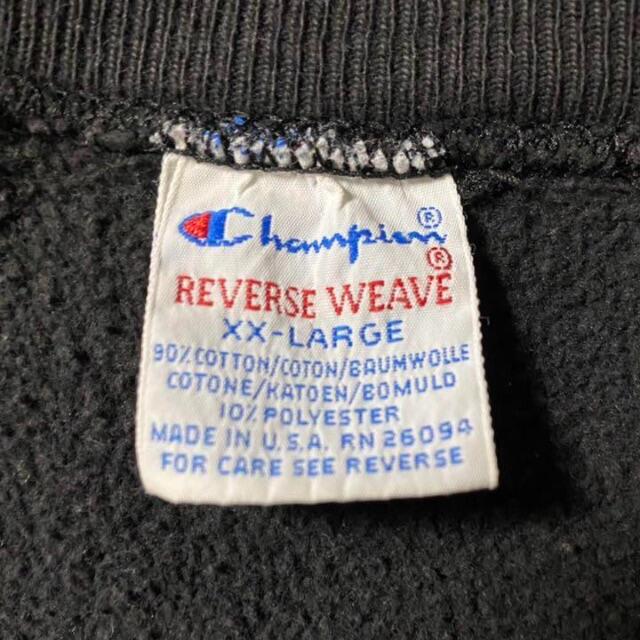 Champion®
REVERSE WEAVE®
XX-LARGE
90% COTTON/COTON/BAUMWOLLE
COTONE/KATOEN/BOMULD
10% POLYESTER
MADE IN U.S.A. RN 26094
FOR CARE SEE REVERSE